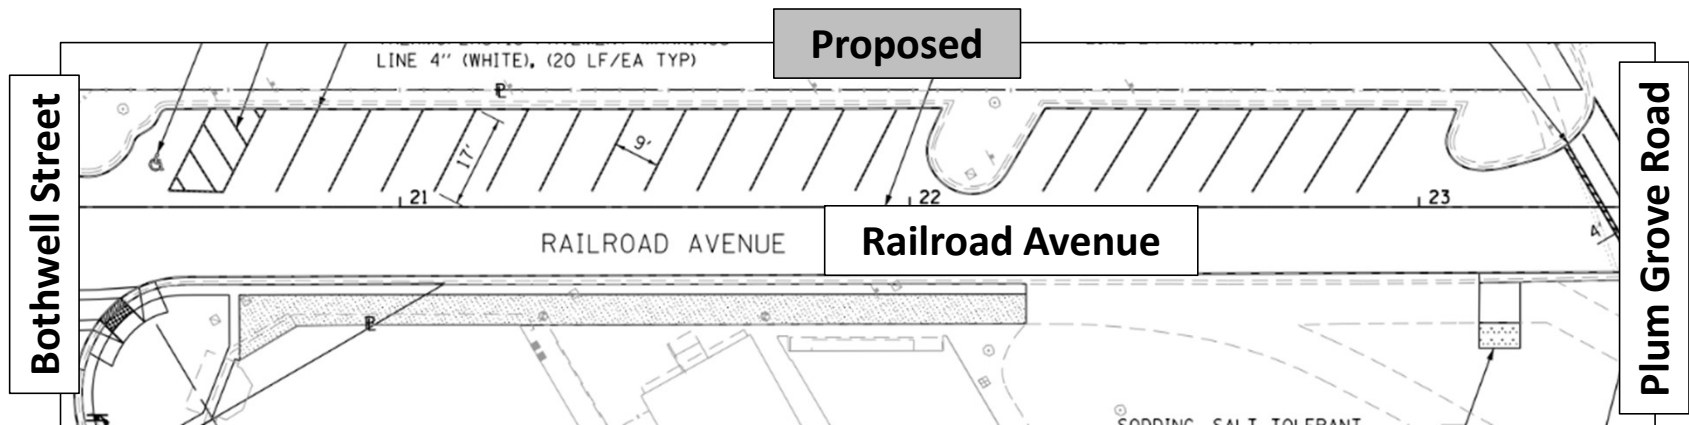 Proposed
LINE 4" (WHITE), (20 LF/EA TYP)
Bothwell Street
17'
9'
21
22
23
RAILROAD AVENUE
Railroad Avenue
4'
Plum Grove Road
SODDING, SALT TOLERANT